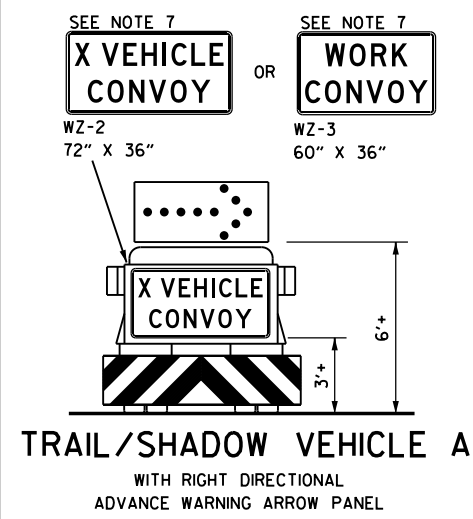 SEE NOTE 7
X VEHICLE
CONVOY
WZ-2
72" X 36"
OR
SEE NOTE 7
WORK
CONVOY
WZ-3
60" X 36"
X VEHICLE
CONVOY
3'+
6'+
TRAIL/SHADOW VEHICLE A
WITH RIGHT DIRECTIONAL
ADVANCE WARNING ARROW PANEL